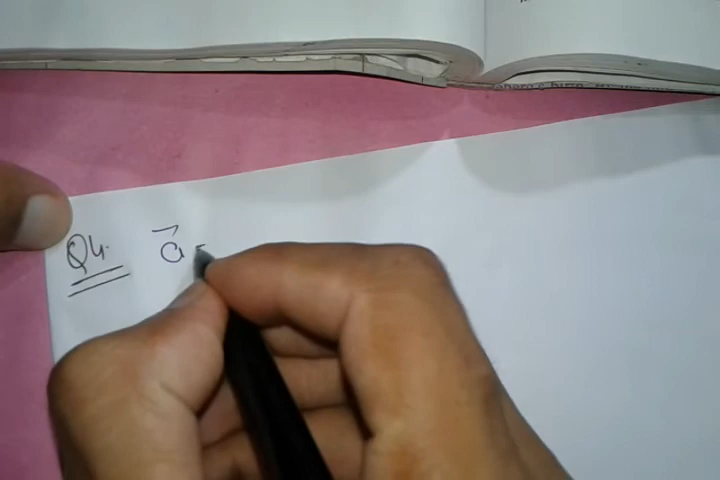 Q4. a⃗ =